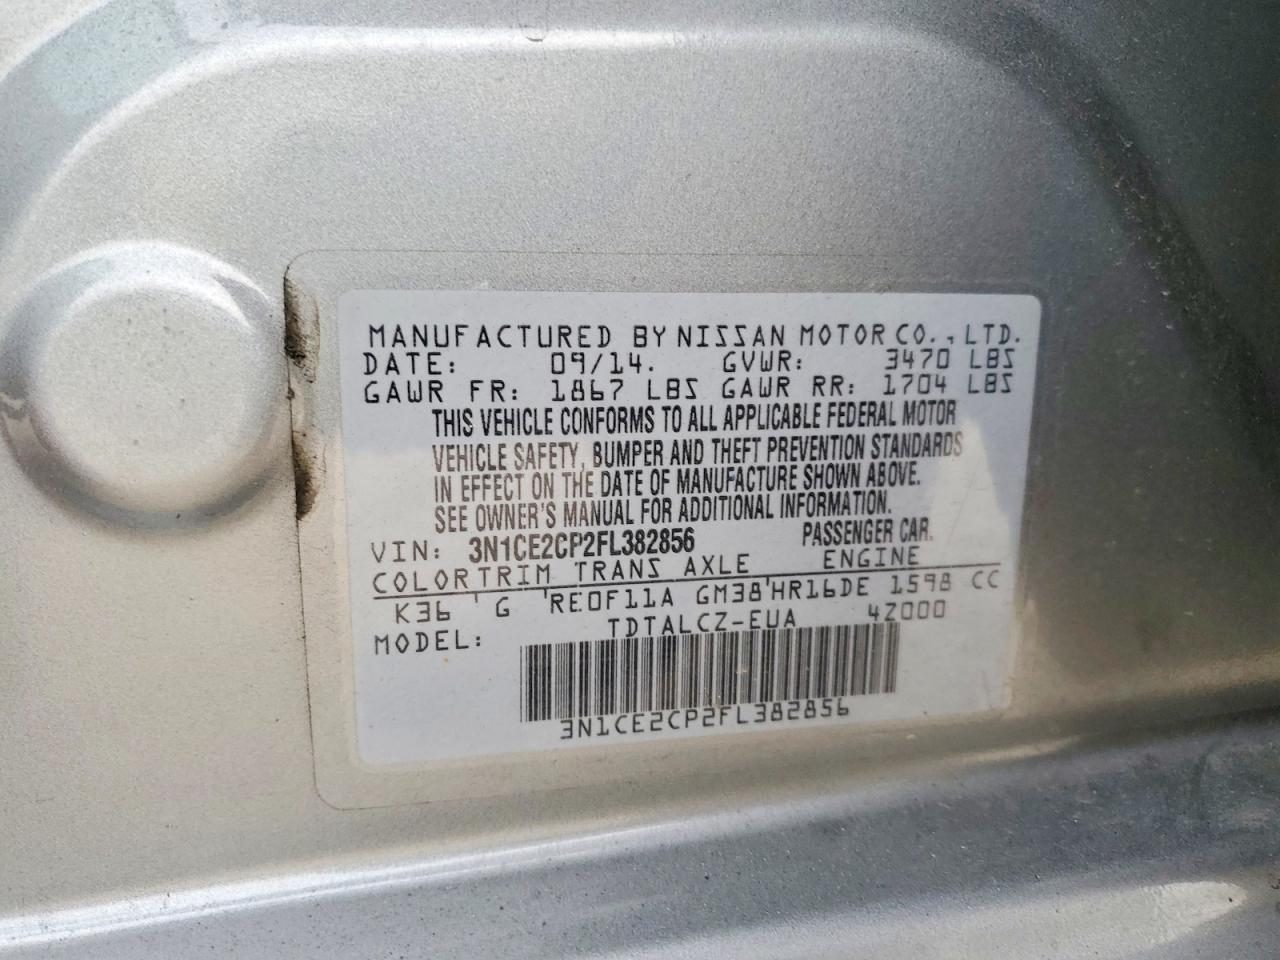 MANUFACTURED BY NISSAN MOTOR CO., LTD.
DATE: 09/14. GVWR: 3470 LBS
GAWR FR: 1867 LBS GAWR RR: 1704 LBS
THIS VEHICLE CONFORMS TO ALL APPLICABLE FEDERAL MOTOR
VEHICLE SAFETY, BUMPER AND THEFT PREVENTION STANDARDS
IN EFFECT ON THE DATE OF MANUFACTURE SHOWN ABOVE.
SEE OWNER'S MANUAL FOR ADDITIONAL INFORMATION.
VIN: 3N1CE2CP2FL382856 PASSENGER CAR.
COLOR TRIM TRANS AXLE ENGINE
K36 G RE0F11A GM38 HR16DE 1598 CC
MODEL: TDTALCZ-EUA 4Z000
3N1CE2CP2FL382856